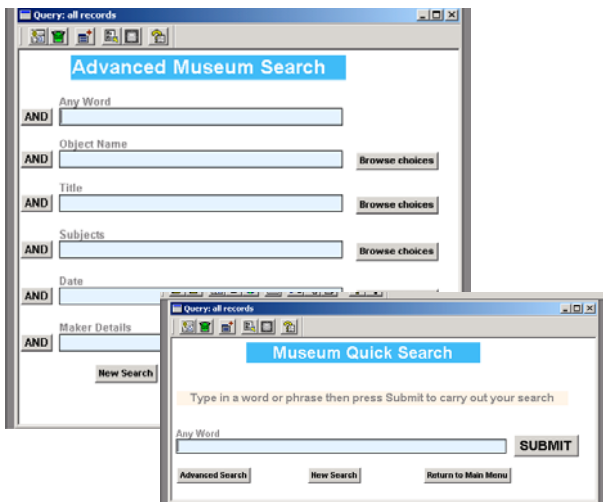 Query: all records
Advanced Museum Search
Any Word
AND
Object Name
AND
Browse choices
Title
AND
Browse choices
Subjects
AND
Browse choices
Date
AND
Maker Details
AND
New Search
Query: all records
Museum Quick Search
Type in a word or phrase then press Submit to carry out your search
Any Word
SUBMIT
Advanced Search
New Search
Return to Main Menu